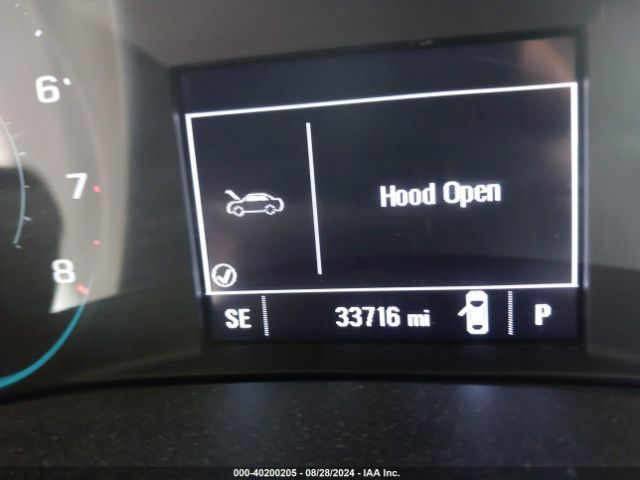 6
7
8
Hood Open
SE 33716 mi P
000-40200205 - 08/28/2024 - IAA Inc.